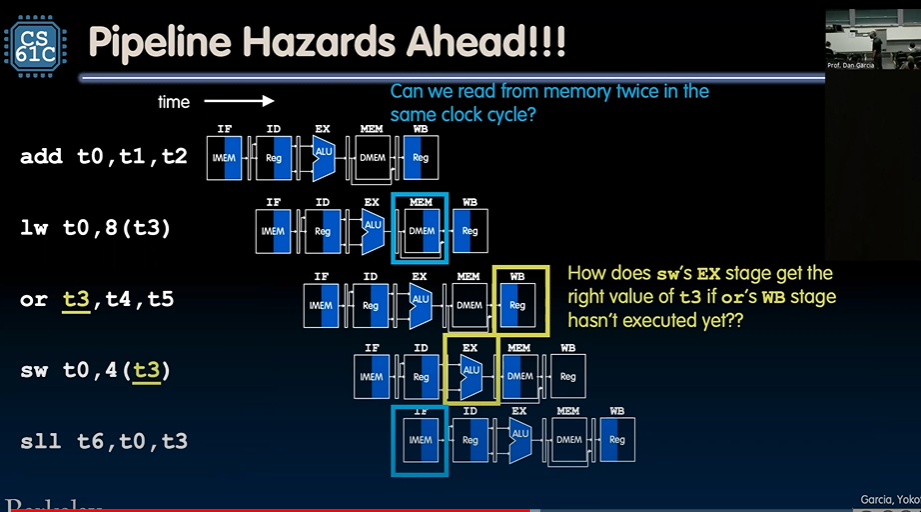 CS
61C
Pipeline Hazards Ahead!!!
Prof. Dan Garcia
time
Can we read from memory twice in the
same clock cycle?
IF ID EX MEM WB
add t0,t1,t2
IMEM Reg ALU DMEM Reg
IF ID EX MEM WB
lw t0,8(t3)
IMEM Reg ALU DMEM Reg
IF ID EX MEM WB
or t3,t4,t5
IMEM Reg ALU DMEM Reg
How does sw's EX stage get the
right value of t3 if or's WB stage
hasn't executed yet??
IF ID EX MEM WB
sw t0,4(t3)
IMEM Reg ALU DMEM Reg
IF ID EX MEM WB
sll t6,t0,t3
IMEM Reg ALU DMEM Reg
Berkeley
Garcia, Yoko